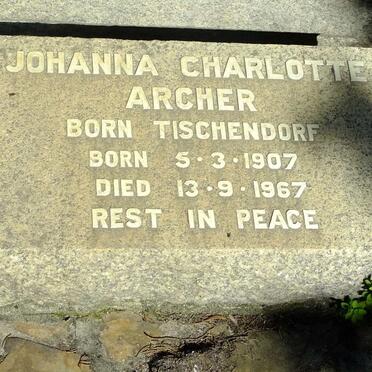 JOHANNA CHARLOTTE
ARCHER
BORN TISCHENDORF
BORN 5·3·1907
DIED 13·9·1967
REST IN PEACE